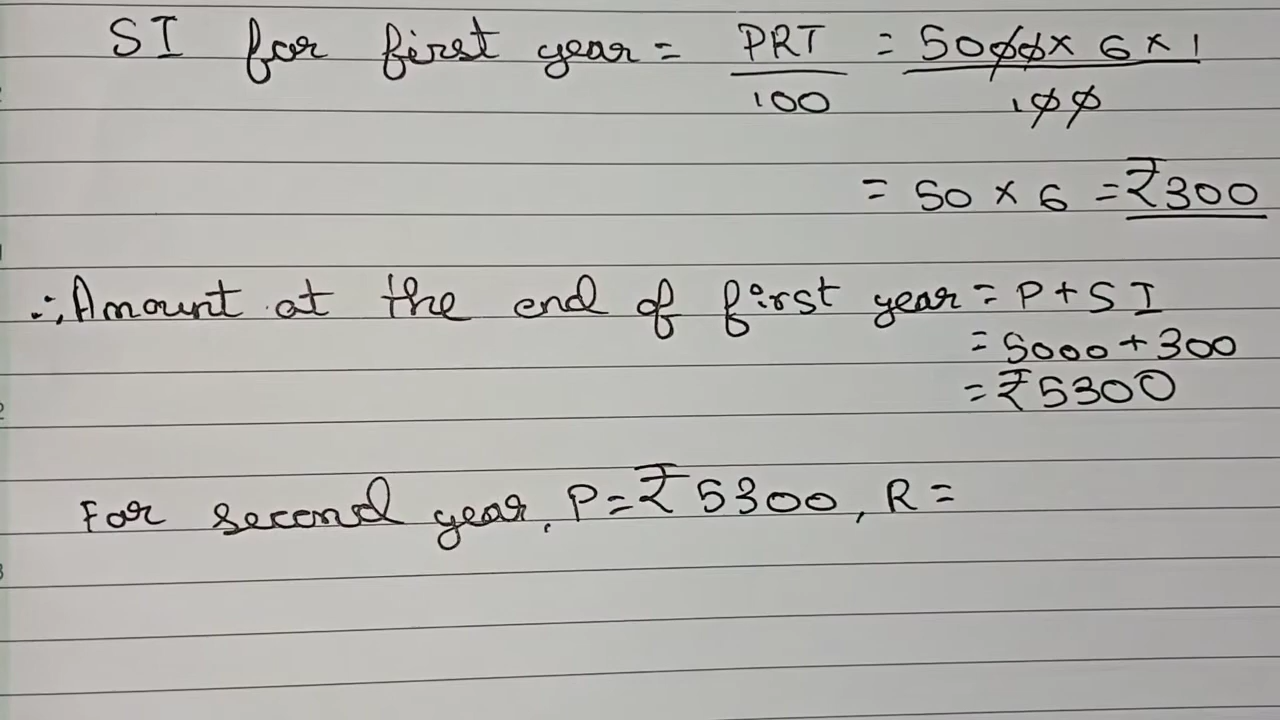 SI for first year = PRT/100 = 5000 × 6 × 1/100
= 50 × 6 = ₹300
∴, Amount at the end of first year = P + SI
= 5000 + 300
= ₹5300
For second year, P = ₹5300, R =